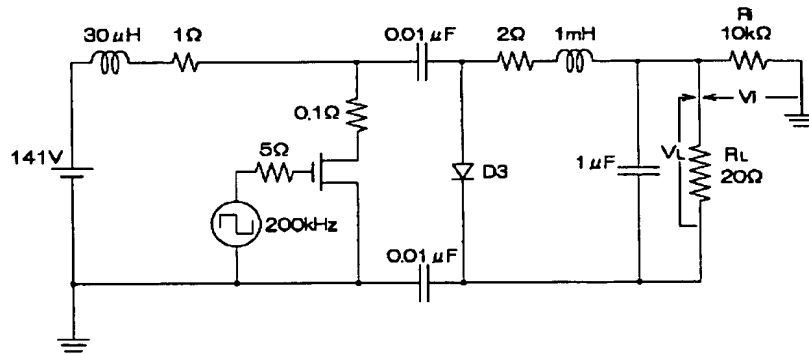 30μH
1Ω
0.01μF
2Ω
1mH
Ri
10kΩ
0.1Ω
Vi
141V
5Ω
D3
1μF
VL
RL
20Ω
200kHz
0.01μF